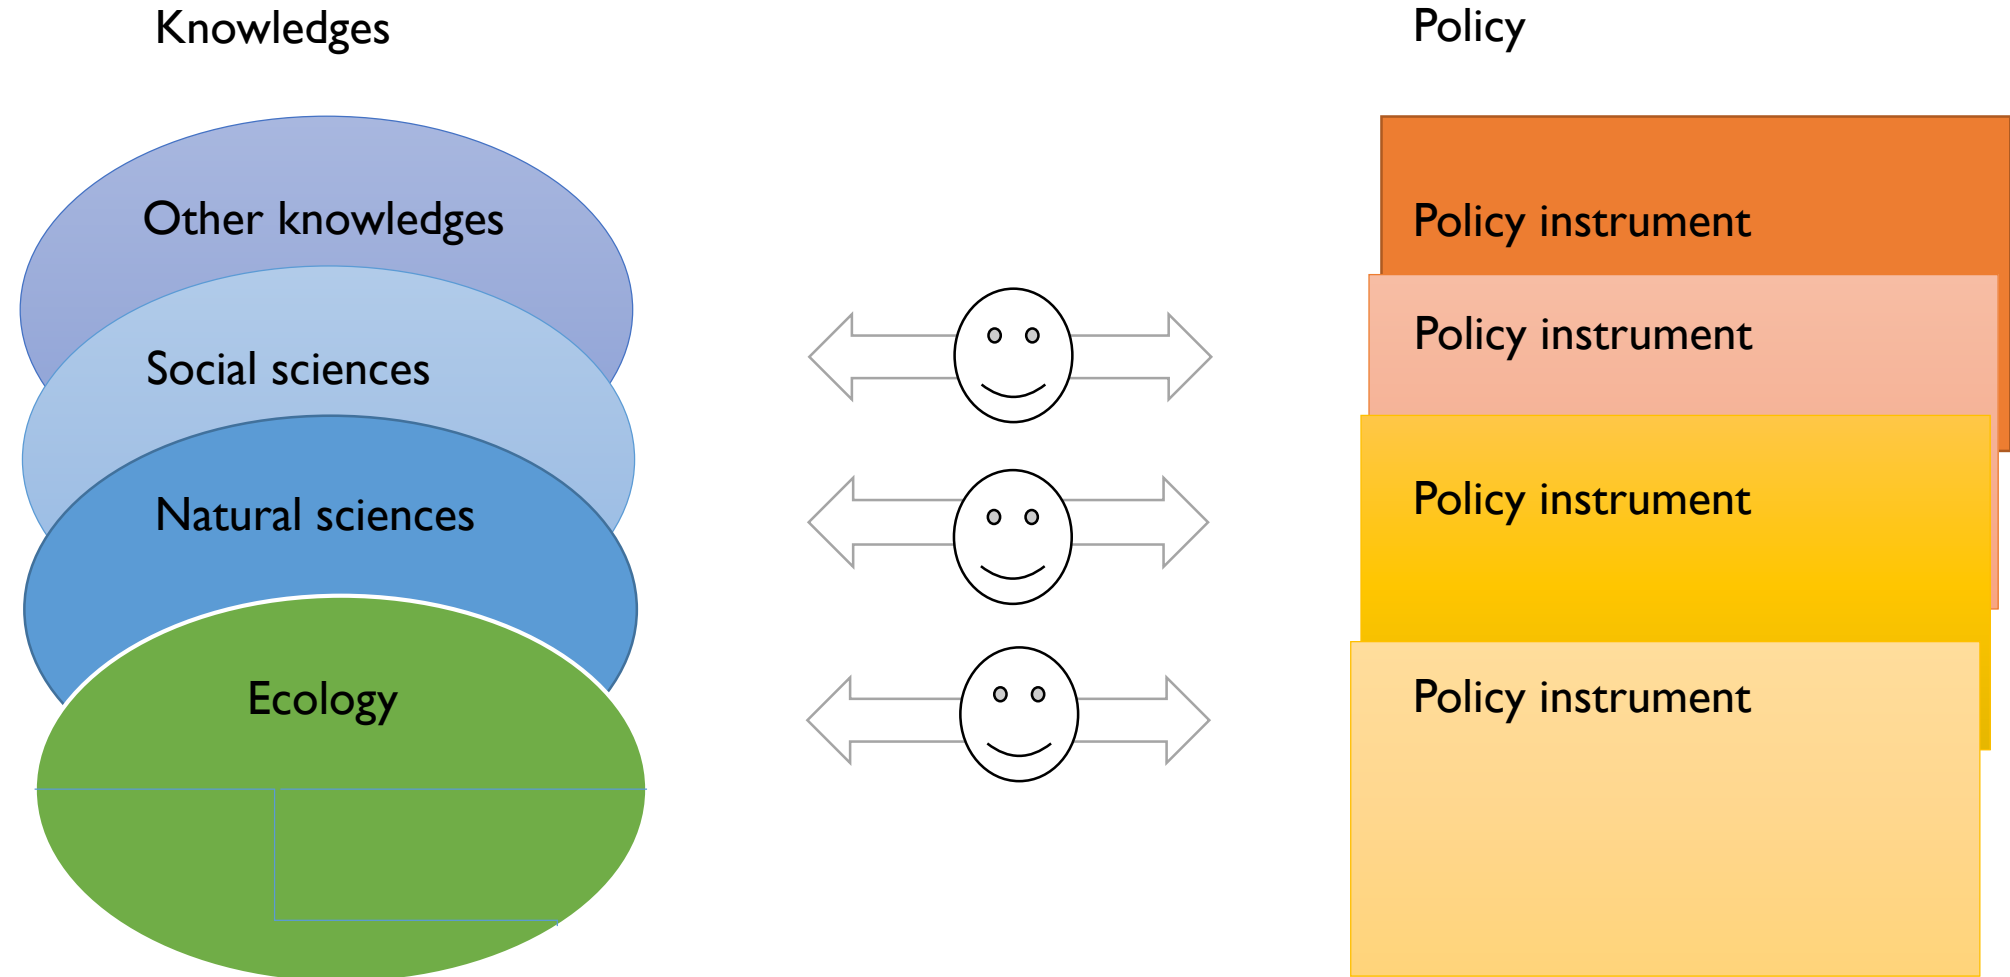 Knowledges
Policy
Other knowledges
Policy instrument
Social sciences
Policy instrument
Natural sciences
Policy instrument
Ecology
Policy instrument